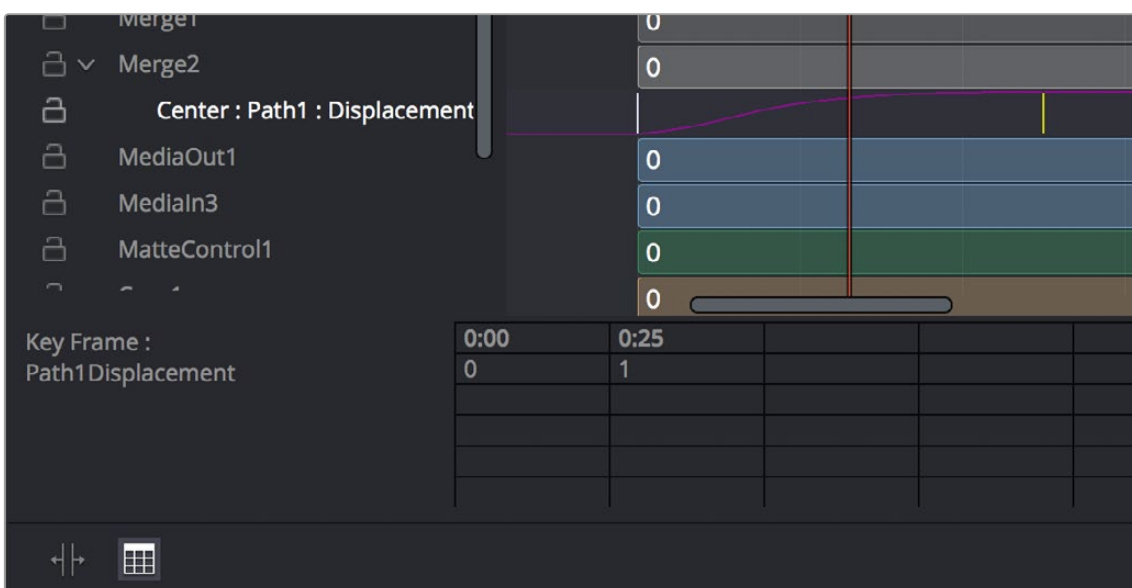 Merge1 0
Merge2 0
Center : Path1 : Displacement
MediaOut1 0
MediaIn3 0
MatteControl1 0
0
Key Frame : 0:00 0:25
Path1Displacement 0 1